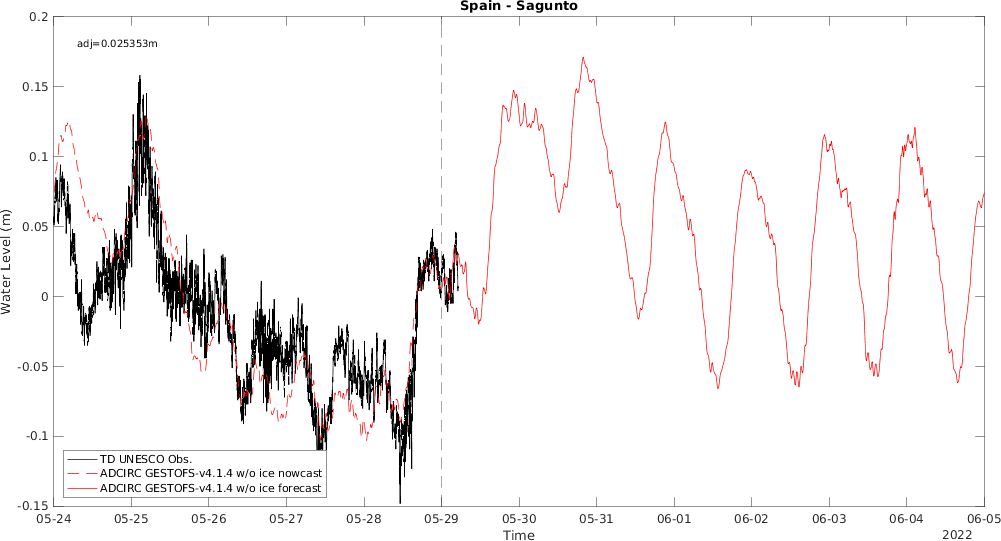 Spain - Sagunto
adj=0.025353m
0.2
0.15
0.1
0.05
0
-0.05
-0.1
-0.15
Water Level (m)
TD UNESCO Obs.
ADCIRC GESTOFS-v4.1.4 w/o ice nowcast
ADCIRC GESTOFS-v4.1.4 w/o ice forecast
05-24 05-25 05-26 05-27 05-28 05-29 05-30 05-31 06-01 06-02 06-03 06-04 06-05
Time
2022